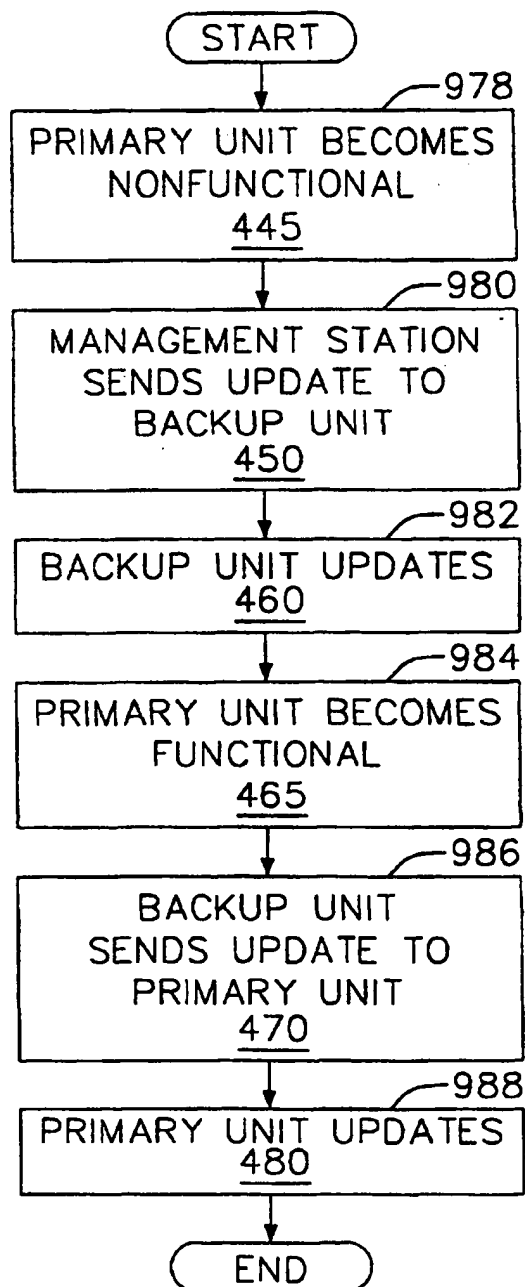 START
978
PRIMARY UNIT BECOMES
NONFUNCTIONAL
445
980
MANAGEMENT STATION
SENDS UPDATE TO
BACKUP UNIT
450
982
BACKUP UNIT UPDATES
460
984
PRIMARY UNIT BECOMES
FUNCTIONAL
465
986
BACKUP UNIT
SENDS UPDATE TO
PRIMARY UNIT
470
988
PRIMARY UNIT UPDATES
480
END